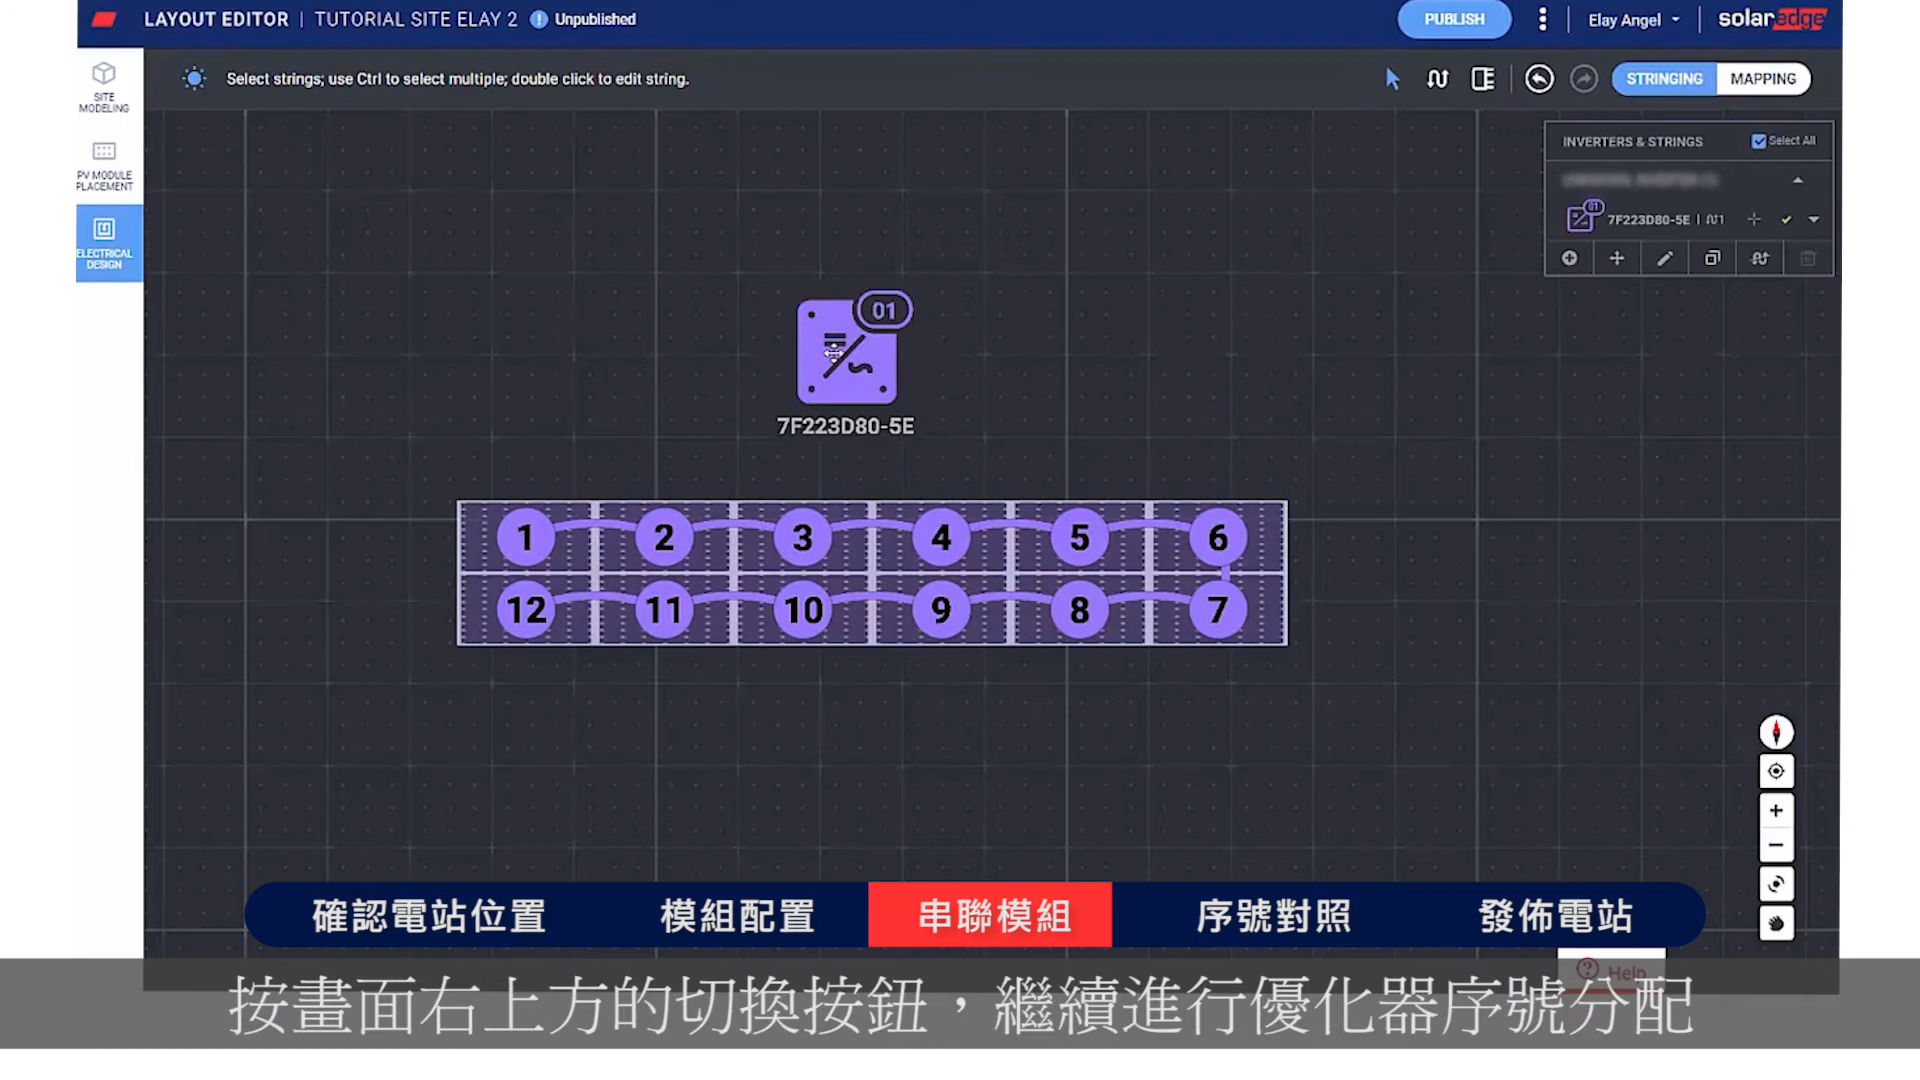 LAYOUT EDITOR | TUTORIAL SITE ELAY 2 Unpublished
PUBLISH
Elay Angel
solaredge
SITE
MODELING
PV MODULE
PLACEMENT
ELECTRICAL
DESIGN
Select strings; use Ctrl to select multiple; double click to edit string.
STRINGING
MAPPING
INVERTERS & STRINGS
Select All
01
7F223D80-5E | 1
01
7F223D80-5E
1 2 3 4 5 6
12 11 10 9 8 7
確認電站位置
模組配置
串聯模組
序號對照
發佈電站
Help
按畫面右上方的切換按鈕，繼續進行優化器序號分配